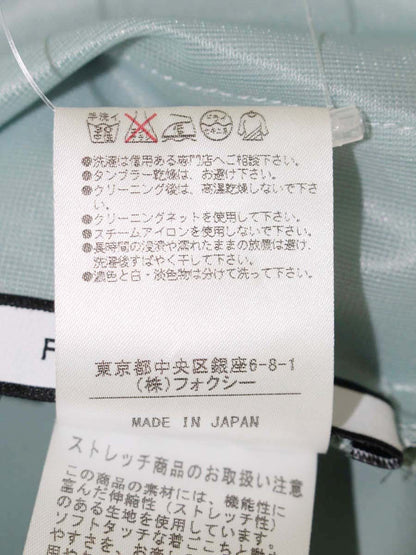 手洗イ
●洗濯は信用ある専門店へご相談下さい。
●タンブラー乾燥は、お避け下さい。
●クリーニング後は、高温乾燥しないで下さ
い。
●クリーニングネットを使用して下さい。
●スチームアイロンを使用して下さい。
●長時間の浸漬や濡れたままの放置は避け、
洗濯後すばやく干して下さい。
●濃色と白・淡色物は分けて洗って下さい。
東京都中央区銀座6-8-1
(株)フォクシー
MADE IN JAPAN
F
ストレッチ商品のお取扱い注意
この商品の素材には、機能性に
富んだ伸縮性(ストレッチ性)
のある生地を使用しています。
ソフトタッチな着ごこちと
やすさを、お楽